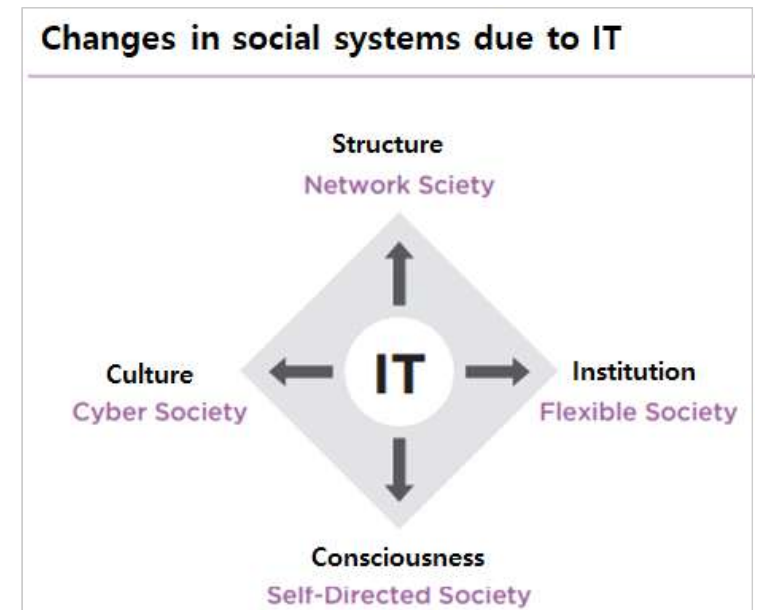 Changes in social systems due to IT
Structure
Network Sciety
Culture
Cyber Society
IT
Institution
Flexible Society
Consciousness
Self-Directed Society